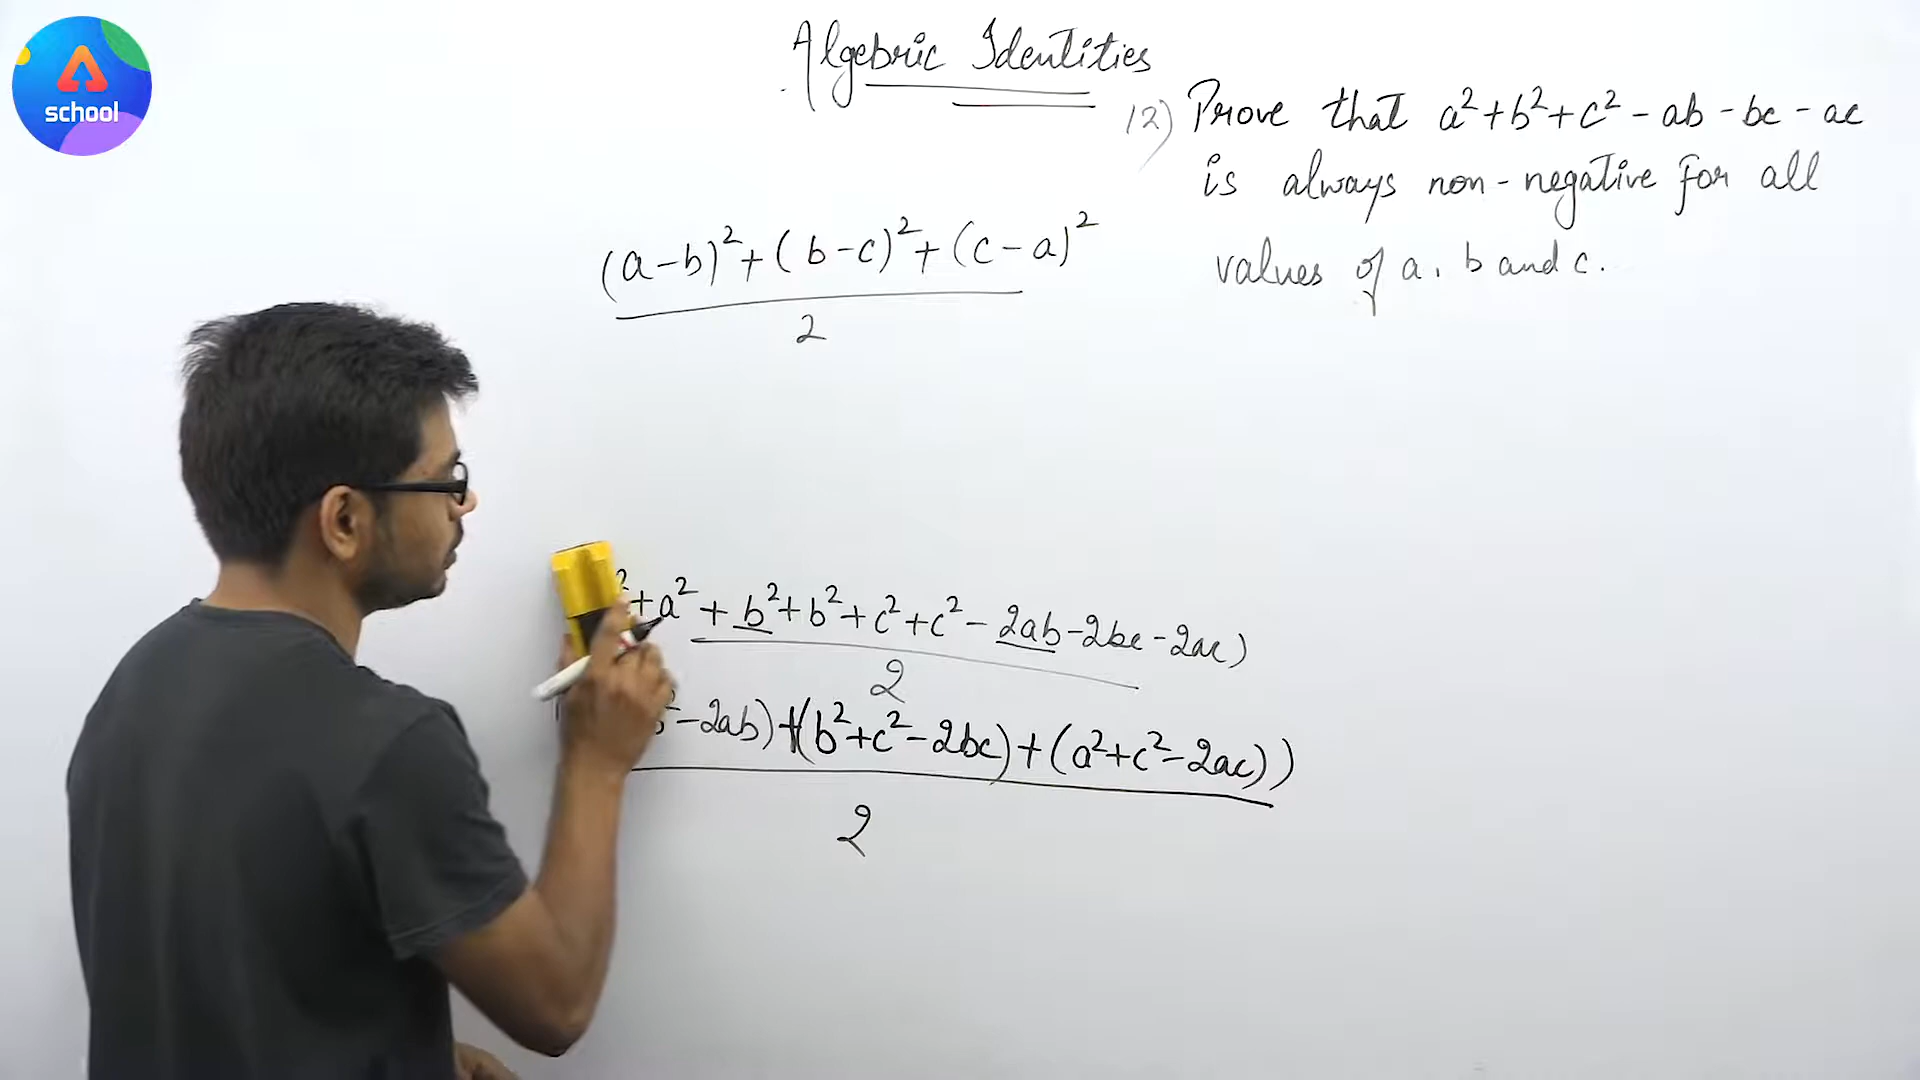 school
Algebric Identities
12) Prove that a²+b²+c² - ab - bc - ac
is always non-negative for all
values of a, b and c.
(a-b)²+(b-c)²+(c-a)²
2
²+a²+b²+b²+c²+c²-2ab-2bc-2ac)
2
b²-2ab)+(b²+c²-2bc)+(a²+c²-2ac))
2